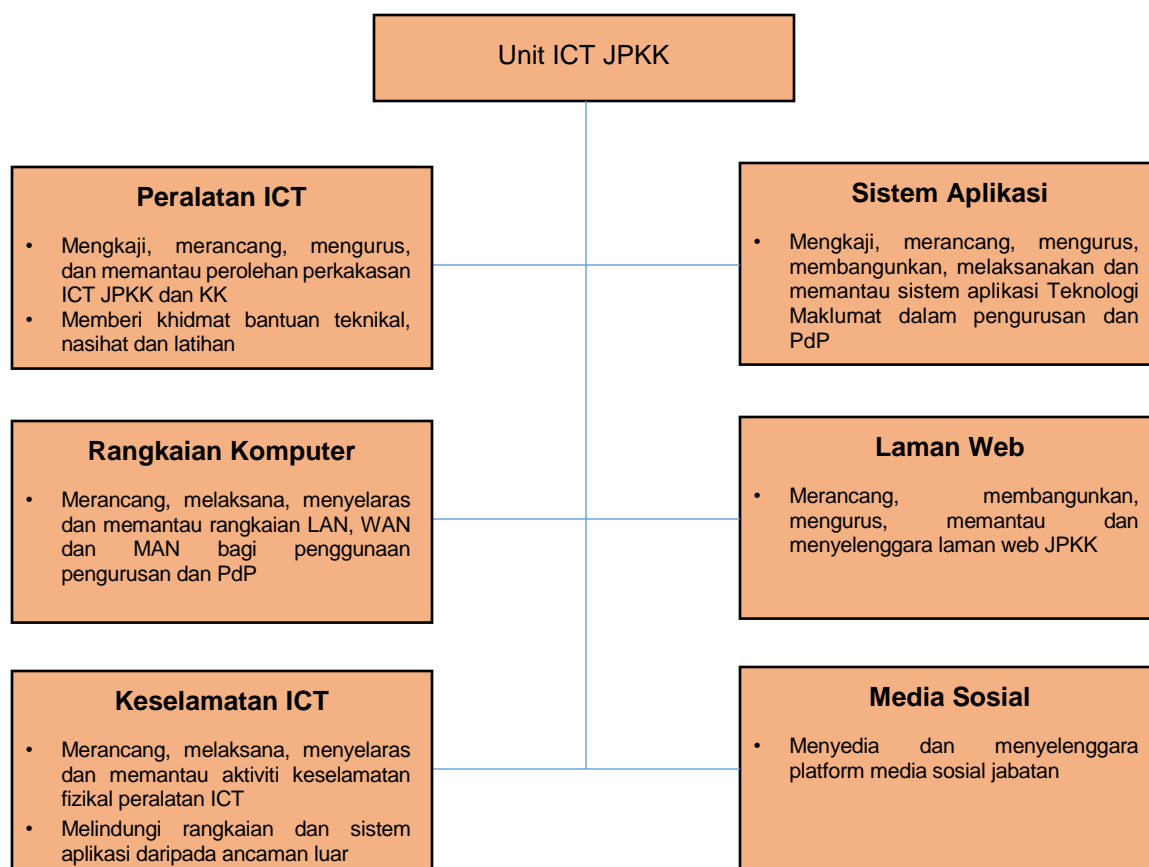 Unit ICT JPKK
Peralatan ICT
• Mengkaji, merancang, mengurus,
dan memantau perolehan perkakasan
ICT JPKK dan KK
• Memberi khidmat bantuan teknikal,
nasihat dan latihan
Sistem Aplikasi
• Mengkaji, merancang, mengurus,
membangunkan, melaksanakan dan
memantau sistem aplikasi Teknologi
Maklumat dalam pengurusan dan
PdP
Rangkaian Komputer
• Merancang, melaksana, menyelaras
dan memantau rangkaian LAN, WAN
dan MAN bagi penggunaan
pengurusan dan PdP
Laman Web
• Merancang, membangunkan,
mengurus, memantau dan
menyelenggara laman web JPKK
Keselamatan ICT
• Merancang, melaksana, menyelaras
dan memantau aktiviti keselamatan
fizikal peralatan ICT
• Melindungi rangkaian dan sistem
aplikasi daripada ancaman luar
Media Sosial
• Menyedia dan menyelenggara
platform media sosial jabatan